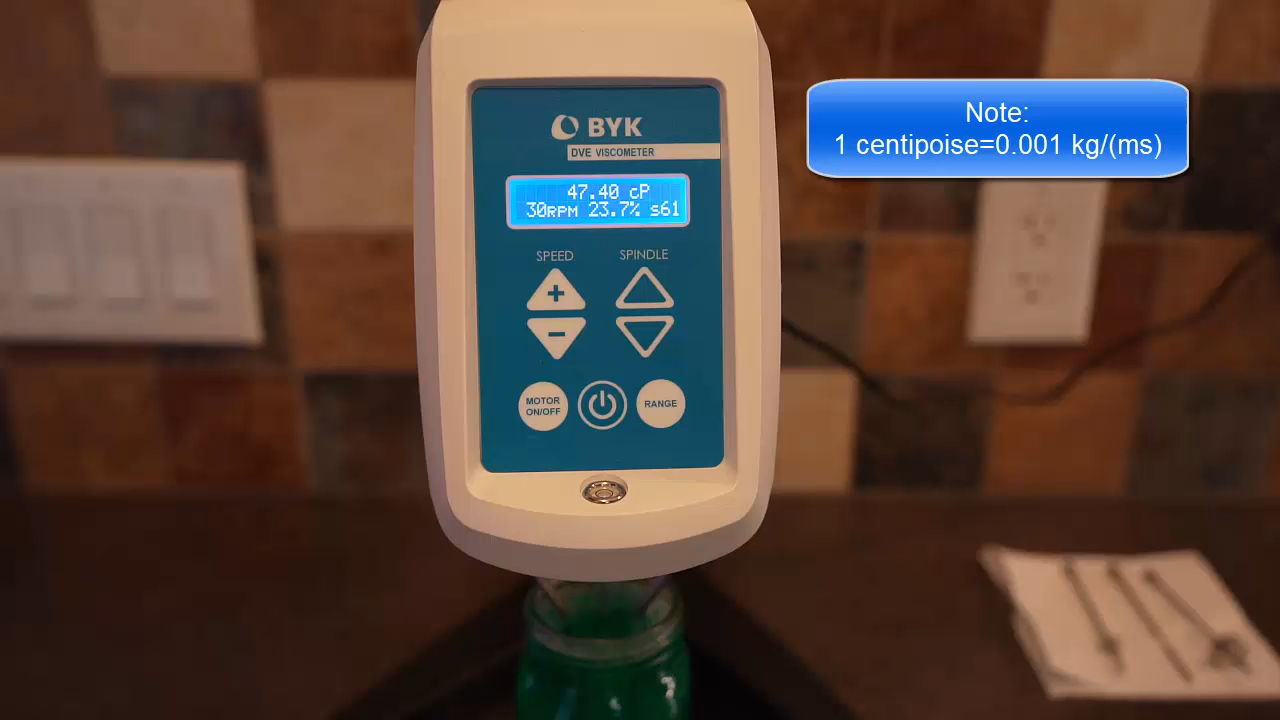 Note:
1 centipoise=0.001 kg/(ms)
BYK
DVE VISCOMETER
47.40 cP
30RPM 23.7% s61
SPEED
SPINDLE
+
−
MOTOR
ON/OFF
RANGE